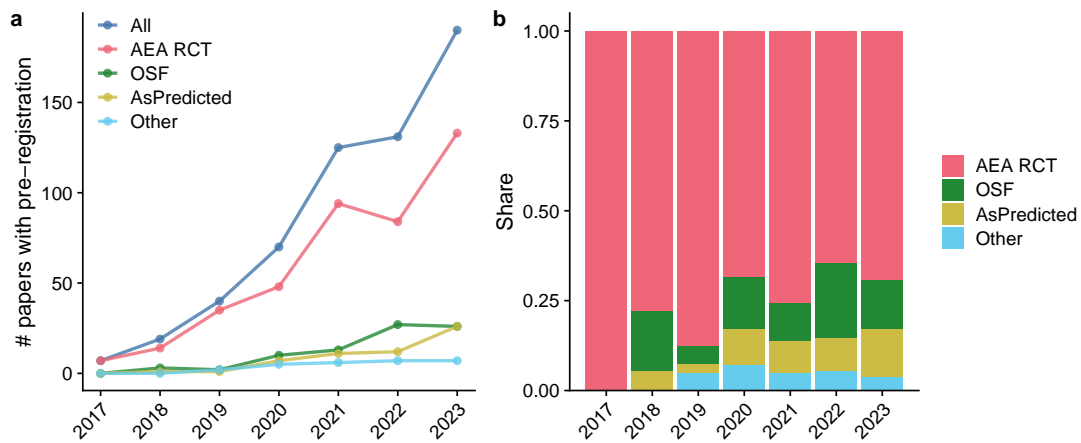 a
# papers with pre−registration
150
100
50
0
All
AEA RCT
OSF
AsPredicted
Other
2017
2018
2019
2020
2021
2022
2023
b
Share
1.00
0.75
0.50
0.25
0.00
2017
2018
2019
2020
2021
2022
2023
AEA RCT
OSF
AsPredicted
Other